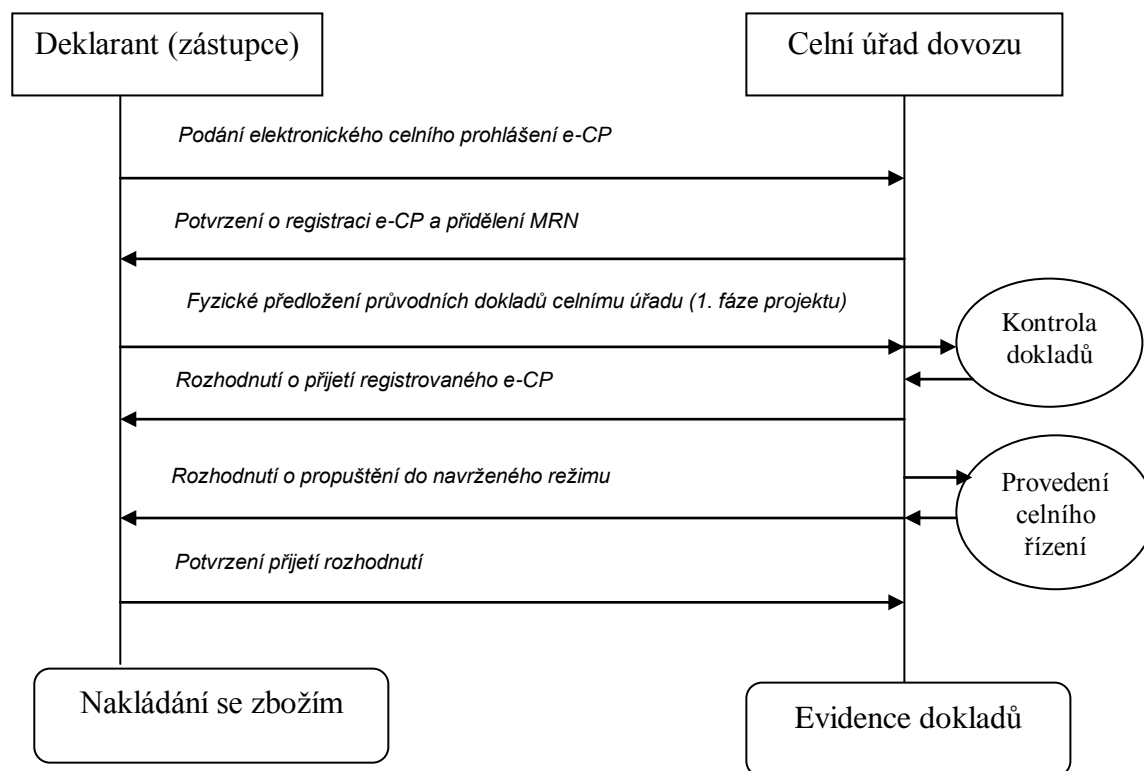 Deklarant (zástupce)
Celní úřad dovozu
Podání elektronického celního prohlášení e-CP
Potvrzení o registraci e-CP a přidělení MRN
Fyzické předložení průvodních dokladů celnímu úřadu (1. fáze projektu)
Kontrola
dokladů
Rozhodnutí o přijetí registrovaného e-CP
Rozhodnutí o propuštění do navrženého režimu
Provedení
celního
řízení
Potvrzení přijetí rozhodnutí
Nakládání se zbožím
Evidence dokladů